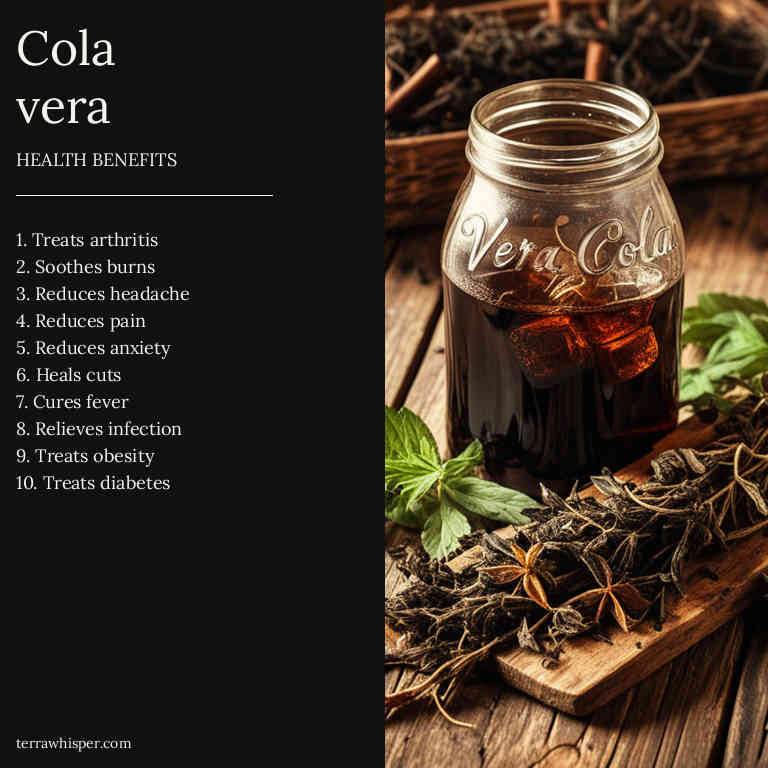 Cola
vera
HEALTH BENEFITS
1. Treats arthritis
2. Soothes burns
3. Reduces headache
4. Reduces pain
5. Reduces anxiety
6. Heals cuts
7. Cures fever
8. Relieves infection
9. Treats obesity
10. Treats diabetes
terrawhisper.com
Vera Cola